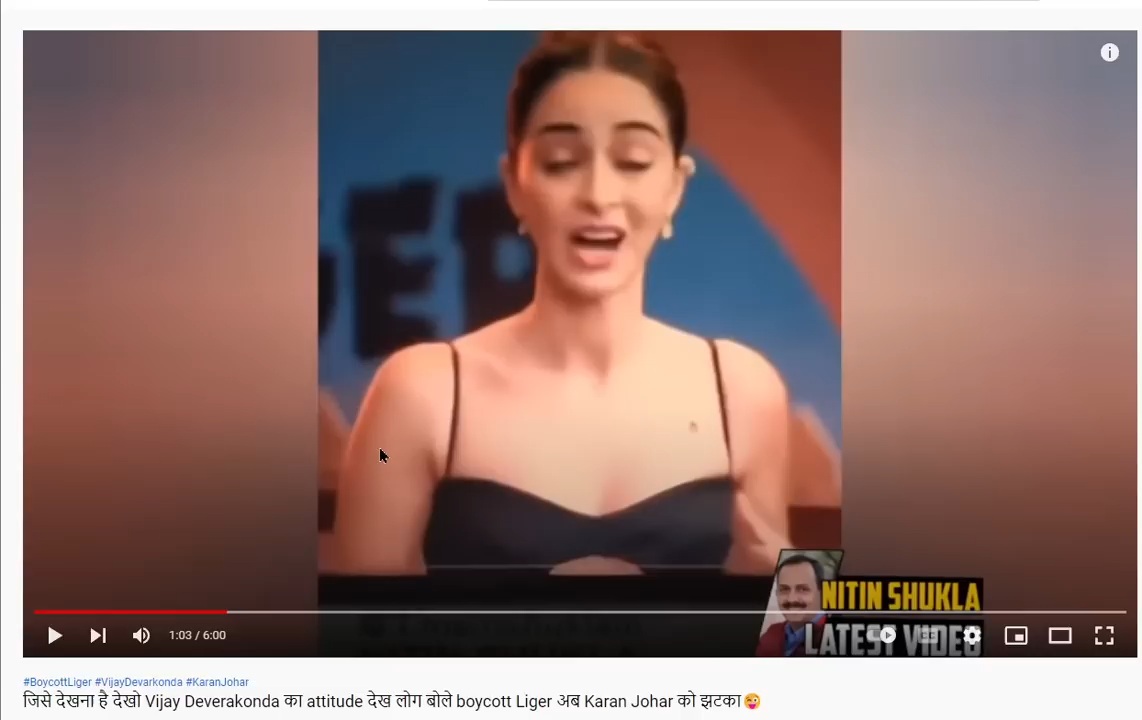 NITIN SHUKLA
LATEST VIDEO
1:03 / 6:00
#BoycottLiger #VijayDevarkonda #KaranJohar
जिसे देखना है देखो Vijay Deverakonda का attitude देख लोग बोले boycott Liger अब Karan Johar को झटका😜